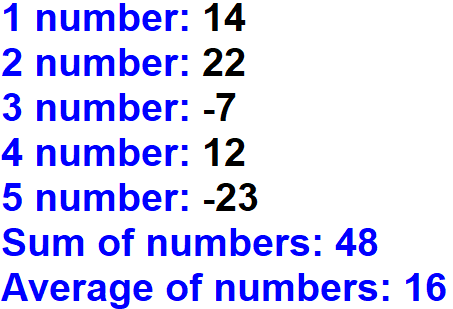 1 number: 14
2 number: 22
3 number: -7
4 number: 12
5 number: -23
Sum of numbers: 48
Average of numbers: 16